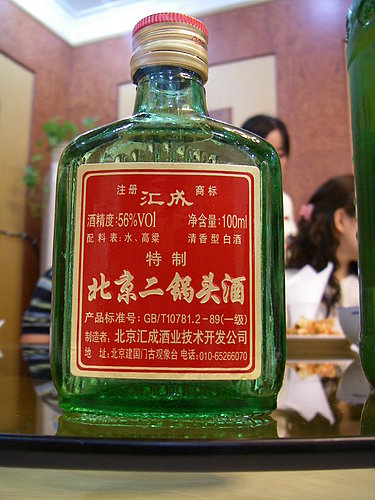 注册 汇成 商标
酒精度:56%VOl 净含量:100ml
配料表:水、高粱 清香型白酒
特制
北京二锅头酒
产品标准号:GB/T10781.2-89(一级)
制造者:北京汇成酒业技术开发公司
地 址:北京建国门古观象台 电话:010-65266070